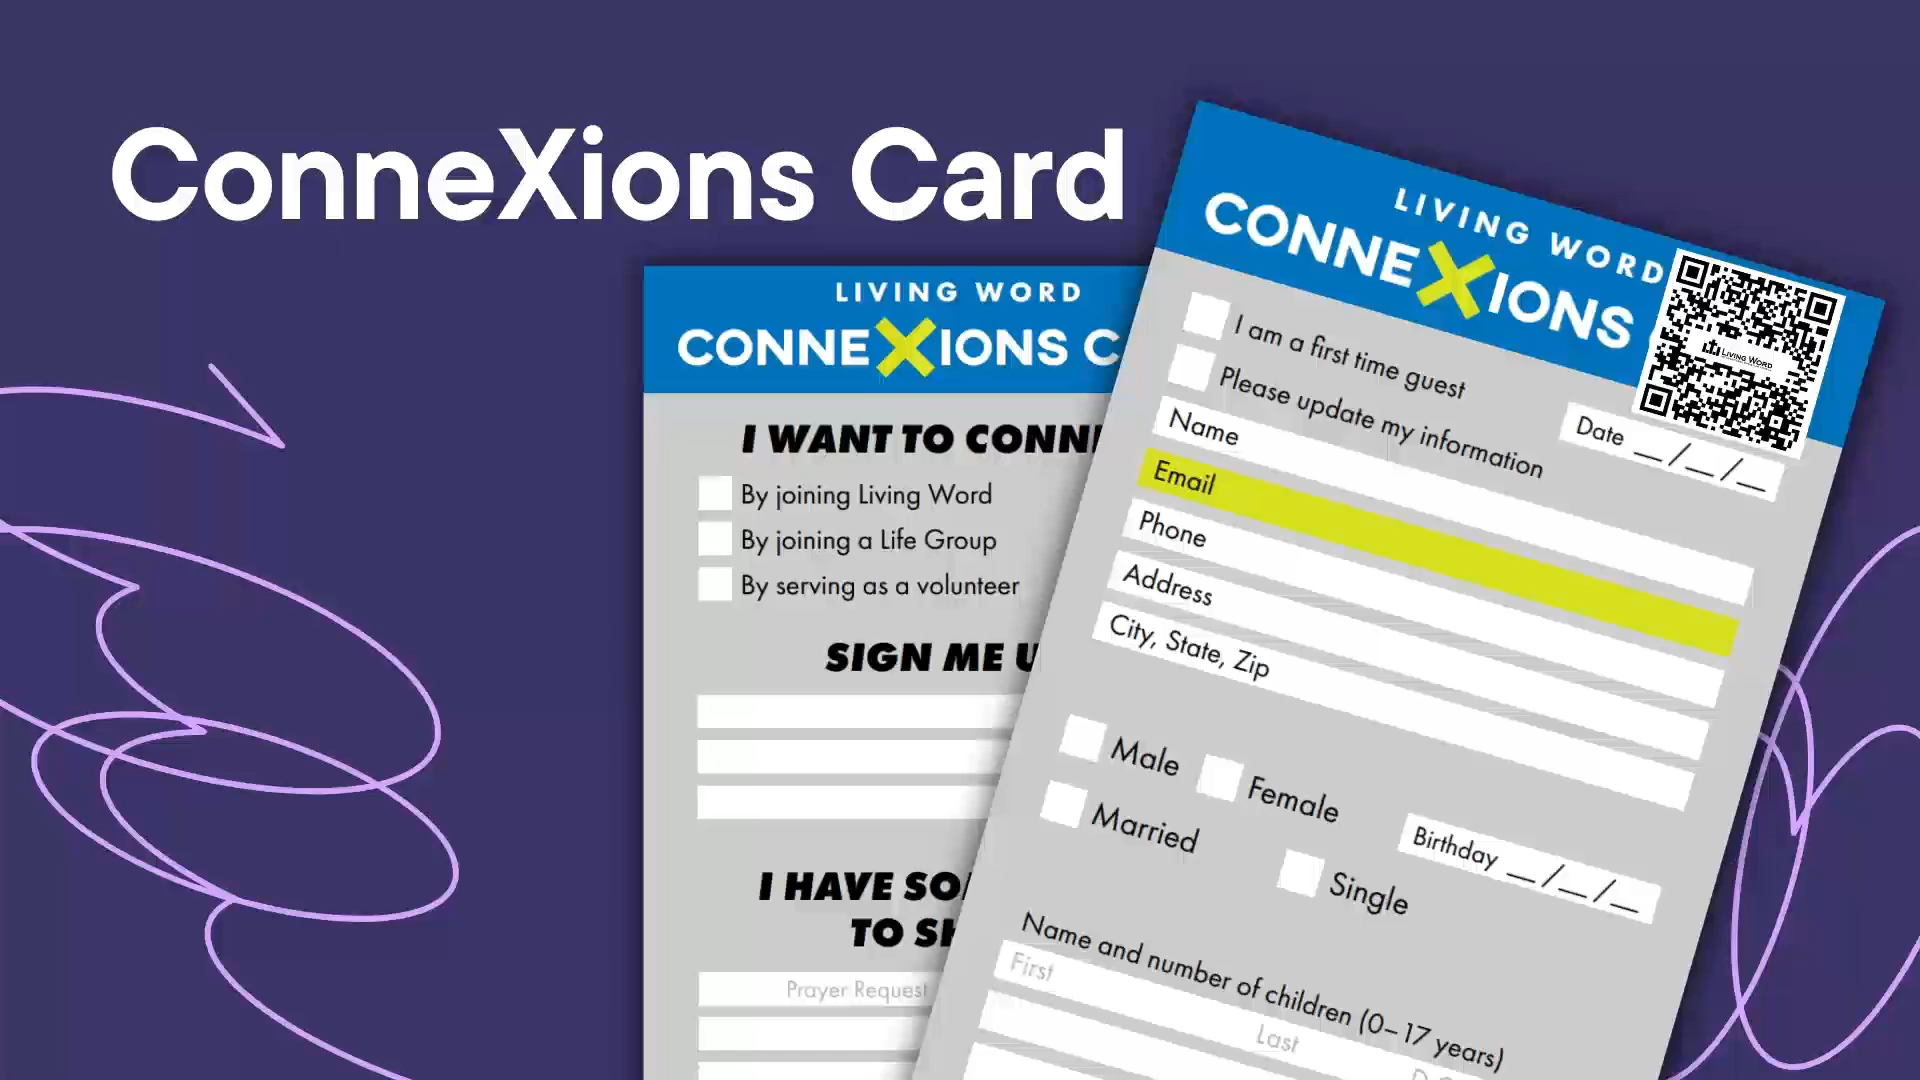 ConneXions Card
LIVING WORD
CONNEXIONS C
I WANT TO CONN
By joining Living Word
By joining a Life Group
By serving as a volunteer
SIGN ME U
I HAVE SO
TO SH
Prayer Request
LIVING WORD
CONNEXIONS
LIVING WORD
I am a first time guest
Please update my information
Date __/__/__
Name
Email
Phone
Address
City, State, Zip
Male Female
Married Single
Birthday __/__/__
Name and number of children (0–17 years)
First Last